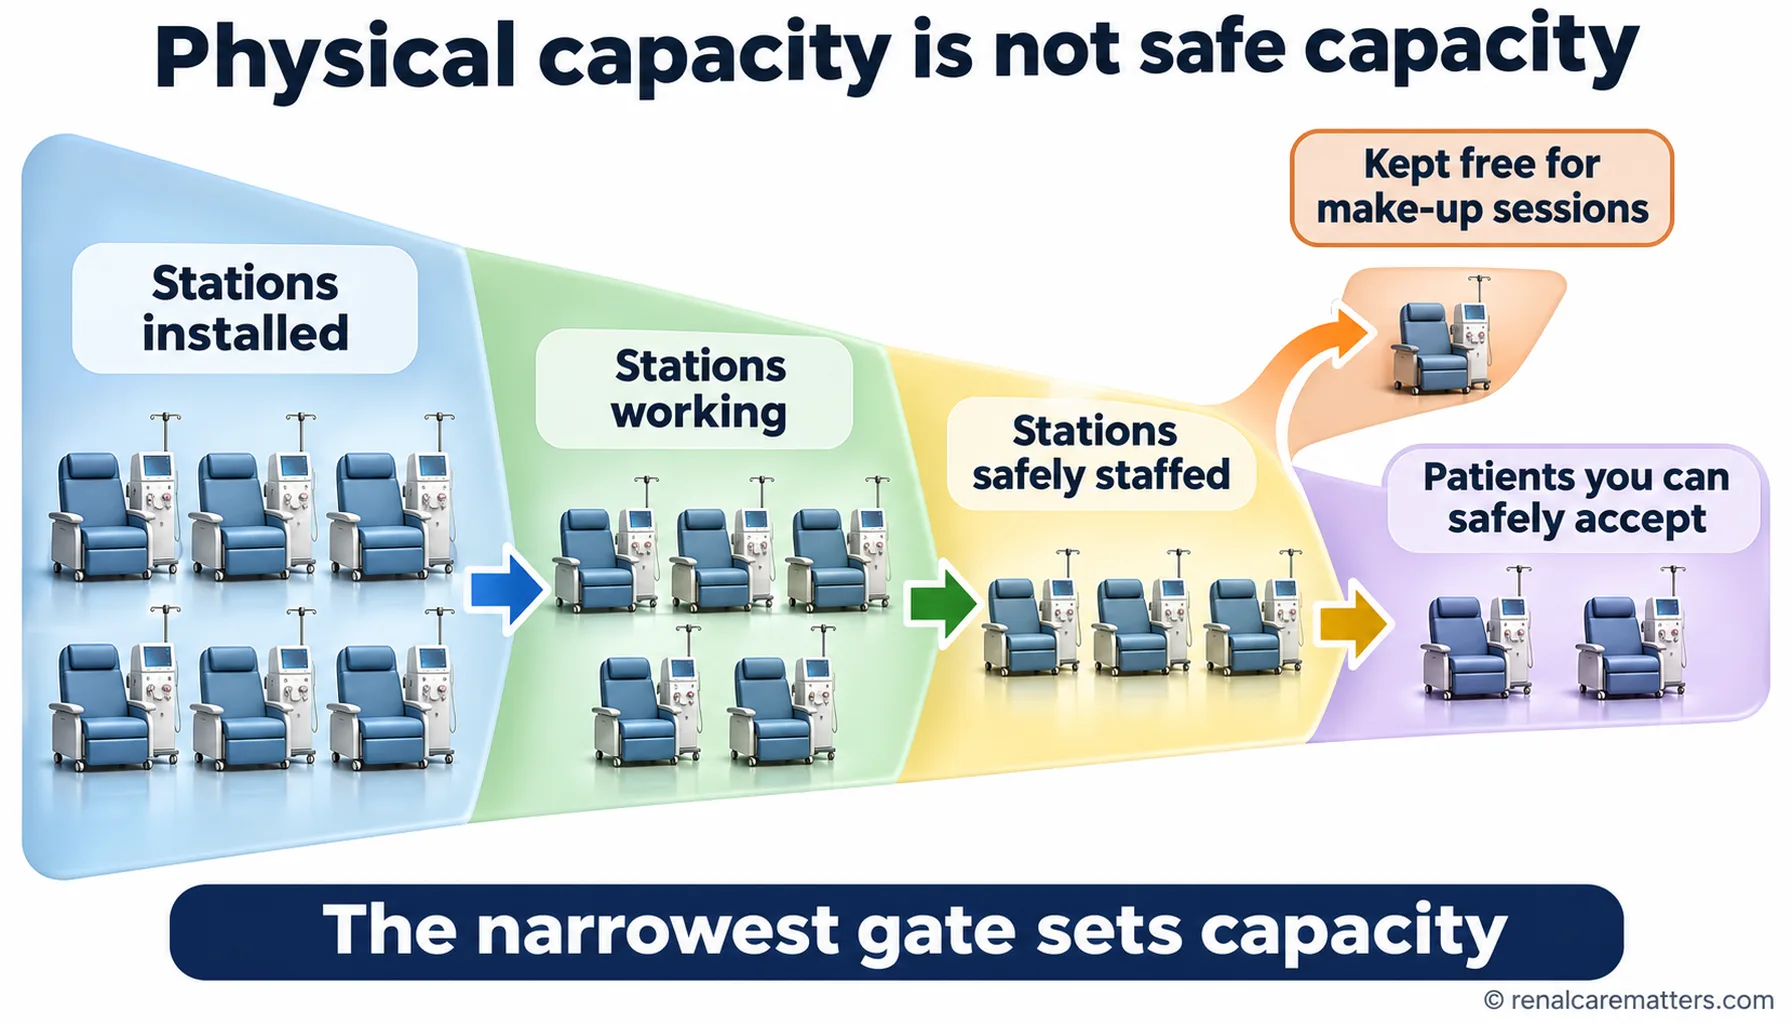 Physical capacity is not safe capacity
Kept free for
make-up sessions
Stations
installed
Stations
working
Stations
safely staffed
Patients you can
safely accept
The narrowest gate sets capacity
© renalcarematters.com